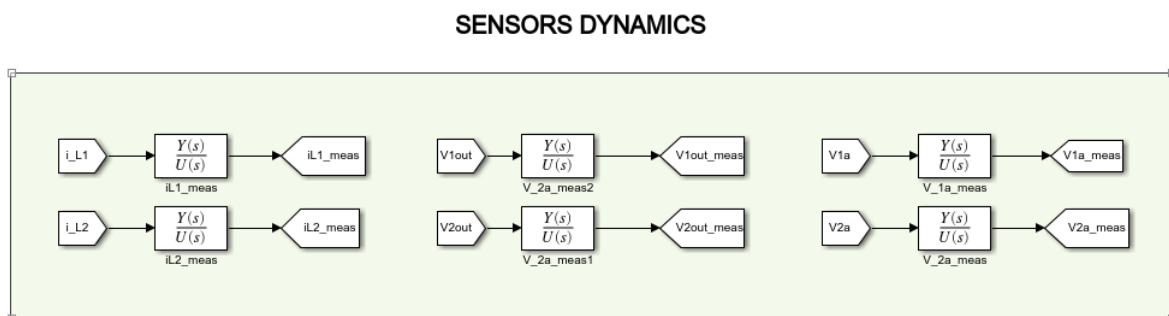 SENSORS DYNAMICS
i_L1 Y(s) iL1_meas V1out Y(s) V1out_meas V1a Y(s) V1a_meas
U(s) U(s) U(s)
iL1_meas V_2a_meas2 V_1a_meas
i_L2 Y(s) iL2_meas V2out Y(s) V2out_meas V2a Y(s) V2a_meas
U(s) U(s) U(s)
iL2_meas V_2a_meas1 V_2a_meas